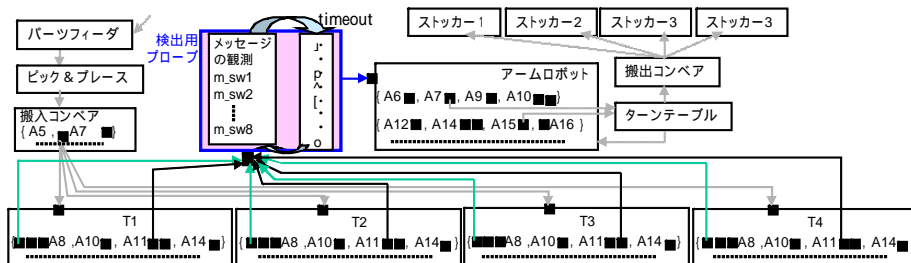 timeout
ストッカー1
ストッカー2
ストッカー3
ストッカー3
パーツフィーダ
検出用
プローブ
メッセージ
の観測
m_sw1
m_sw2
m_sw8
ピック＆プレース
アームロボット
搬出コンベア
{ A6 , A7 , A9 , A10 }
{ A12 , A14 , A15 , A16 }
ターンテーブル
搬入コンベア
{ A5 , A7 }
T1
{ A8 ,A10 , A11 , A14 }
T2
{ A8 ,A10 , A11 , A14 }
T3
{ A8 ,A10 , A11 , A14 }
T4
{ A8 ,A10 , A11 , A14